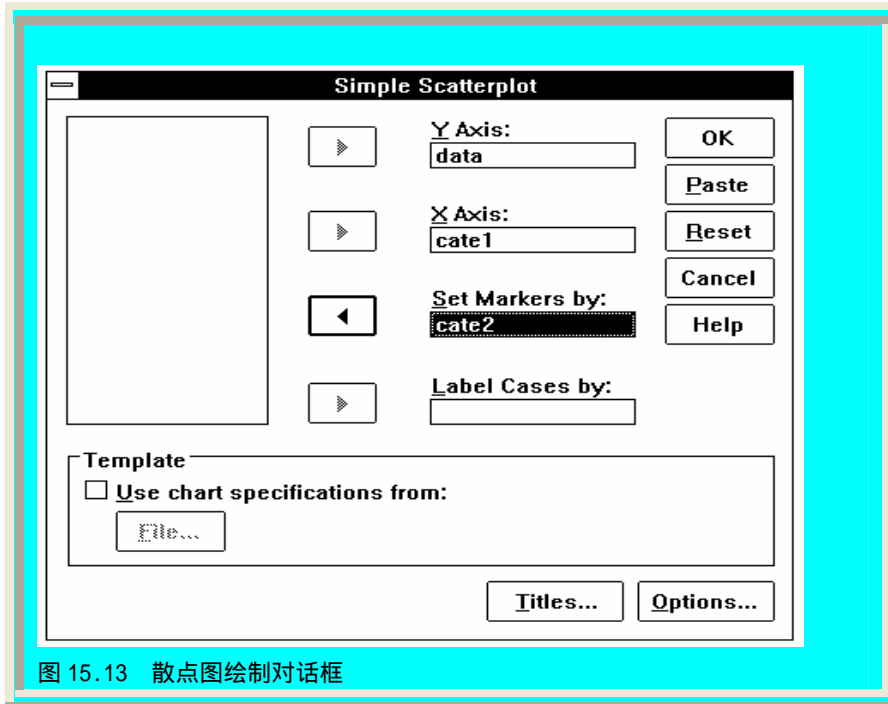 Simple Scatterplot
Y Axis:
data
X Axis:
cate1
Set Markers by:
cate2
Label Cases by:
OK
Paste
Reset
Cancel
Help
Template
Use chart specifications from:
File...
Titles...
Options...
图 15.13 散点图绘制对话框